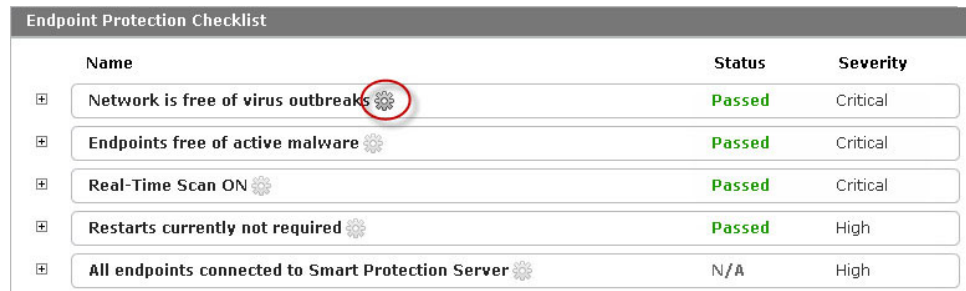 Endpoint Protection Checklist
Name Status Severity
Network is free of virus outbreaks Passed Critical
Endpoints free of active malware Passed Critical
Real-Time Scan ON Passed Critical
Restarts currently not required Passed High
All endpoints connected to Smart Protection Server N/A High